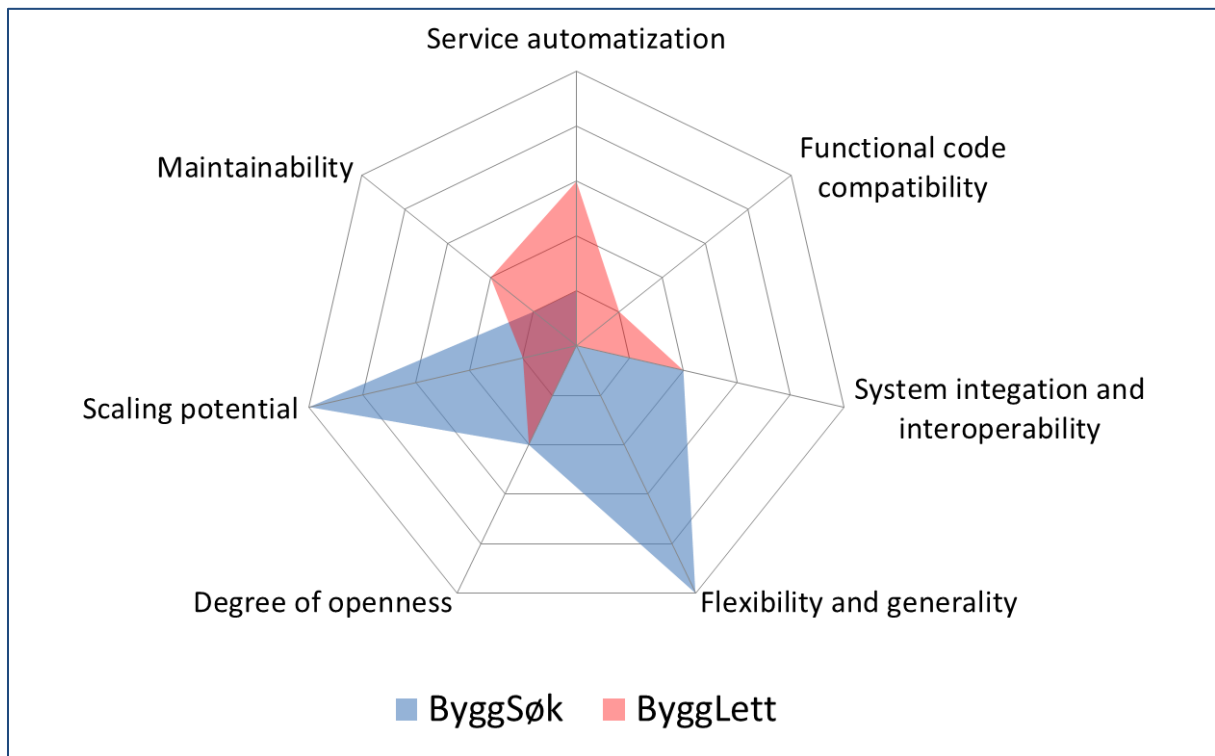 Service automatization
Functional code
compatibility
Maintainability
System integation and
interoperability
Scaling potential
Degree of openness
Flexibility and generality
ByggSøk
ByggLett